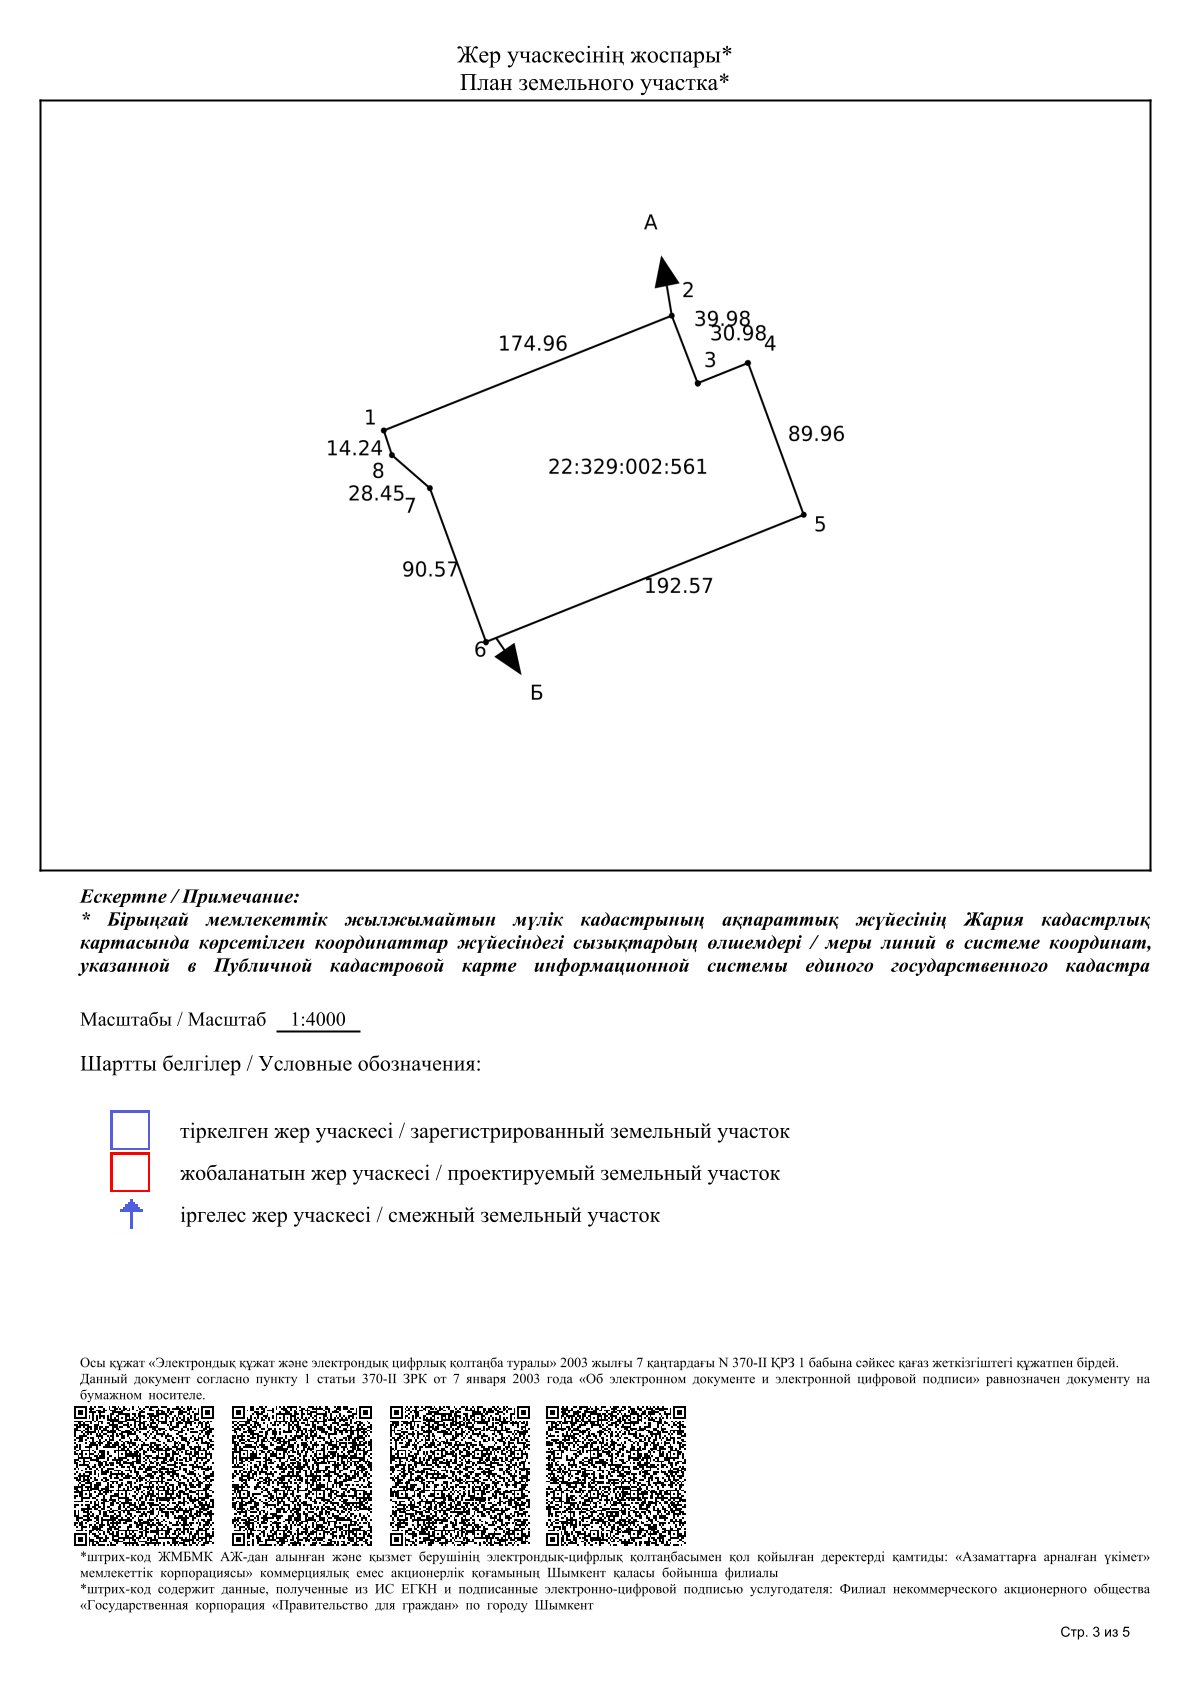 Жер учаскесінің жоспары*
План земельного участка*
А
2
39.98
30.98
4
174.96
3
1
89.96
14.24
22:329:002:561
8
28.45
7
5
90.57
192.57
6
Б
Ескертпе / Примечание:
* Бірыңғай мемлекеттік жылжымайтын мүлік кадастрының ақпараттық жүйесінің Жария кадастрлық
картасында көрсетілген координаттар жүйесіндегі сызықтардың өлшемдері / меры линий в системе координат,
указанной в Публичной кадастровой карте информационной системы единого государственного кадастра
Масштабы / Масштаб 1:4000
Шартты белгілер / Условные обозначения:
тіркелген жер учаскесі / зарегистрированный земельный участок
жобаланатын жер учаскесі / проектируемый земельный участок
іргелес жер учаскесі / смежный земельный участок
Осы құжат «Электрондық құжат және электрондық цифрлық қолтаңба туралы» 2003 жылғы 7 қаңтардағы N 370-II ҚРЗ 1 бабына сәйкес қағаз жеткізгіштегі құжатпен бірдей.
Данный документ согласно пункту 1 статьи 370-II ЗРК от 7 января 2003 года «Об электронном документе и электронной цифровой подписи» равнозначен документу на
бумажном носителе.
*штрих-код ЖМБМК АЖ-дан алынған және қызмет берушінің электрондық-цифрлық қолтаңбасымен қол қойылған деректерді қамтиды: «Азаматтарға арналған үкімет»
мемлекеттік корпорациясы» коммерциялық емес акционерлік қоғамының Шымкент қаласы бойынша филиалы
*штрих-код содержит данные, полученные из ИС ЕГКН и подписанные электронно-цифровой подписью услугодателя: Филиал некоммерческого акционерного общества
«Государственная корпорация «Правительство для граждан» по городу Шымкент
Стр. 3 из 5